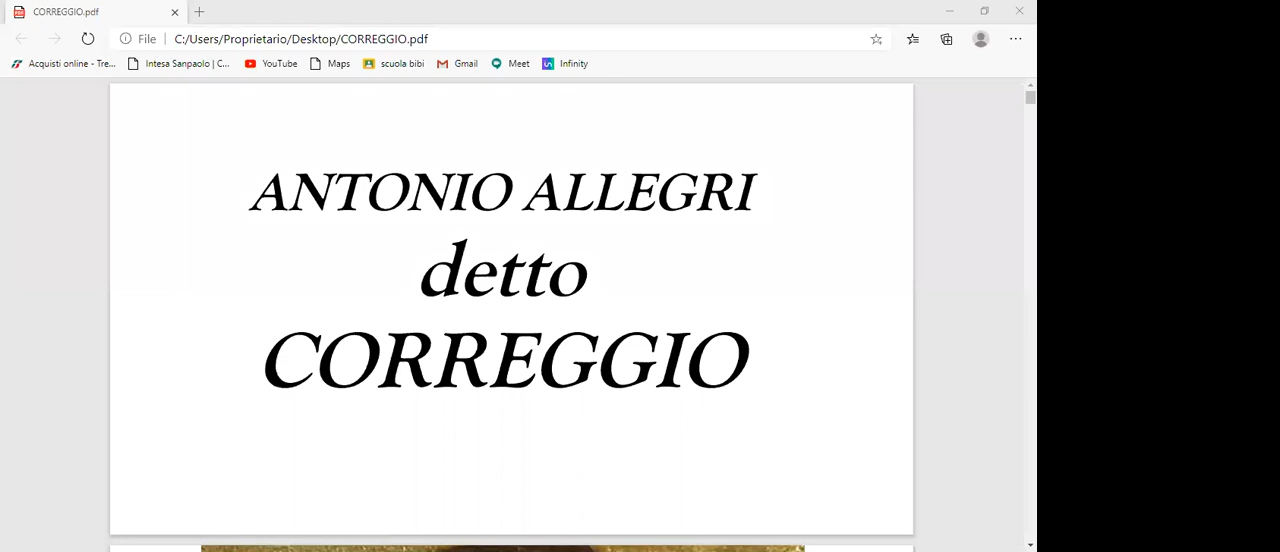 CORREGGIO.pdf
File
C:/Users/Proprietario/Desktop/CORREGGIO.pdf
Acquisti online - Tre...
Intesa Sanpaolo | C...
YouTube
Maps
scuola bibi
Gmail
Meet
Infinity
ANTONIO ALLEGRI
detto
CORREGGIO